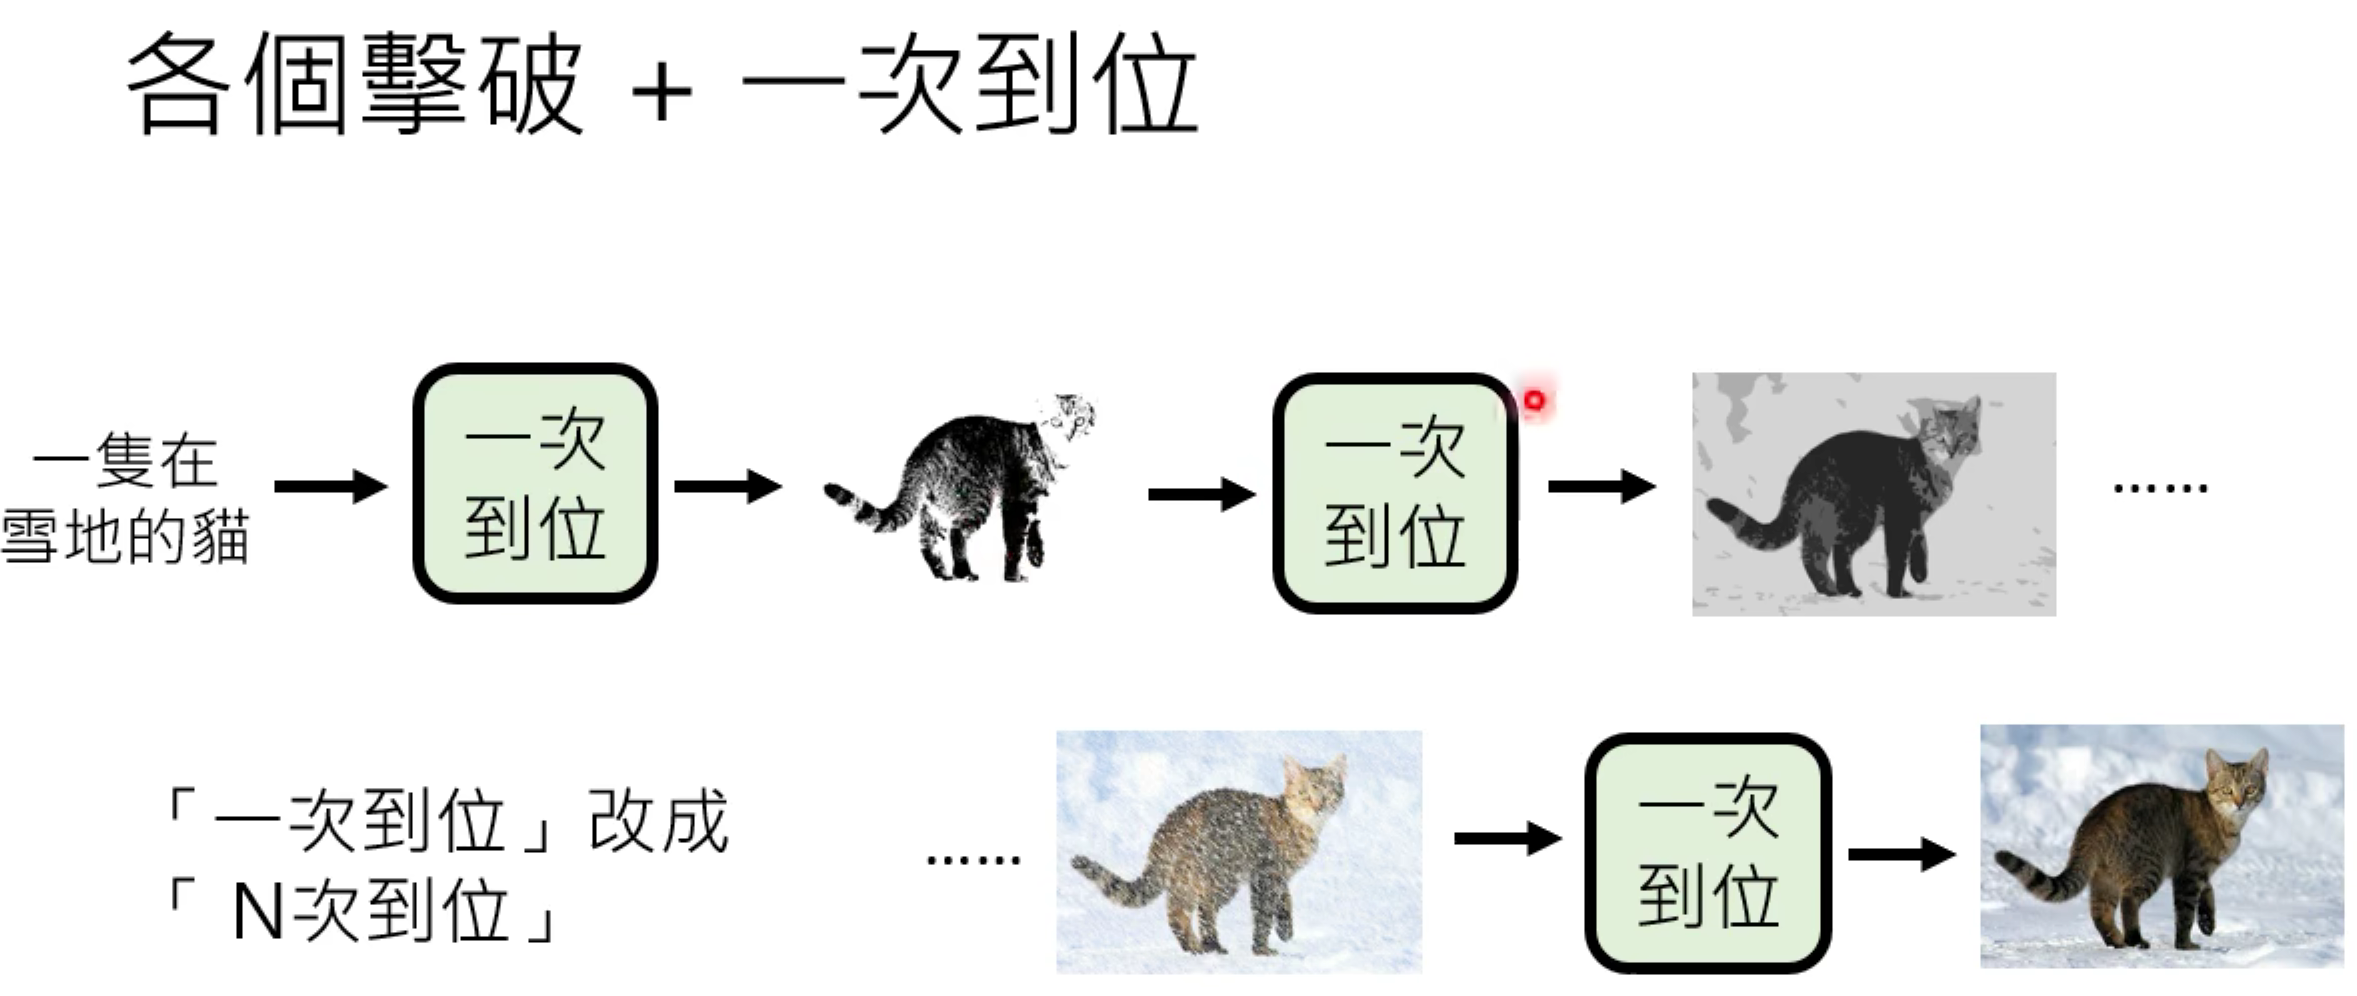 各個擊破 + 一次到位
一隻在
雪地的貓
一次
到位
一次
到位
……
「一次到位」改成
「 N次到位」
……
一次
到位